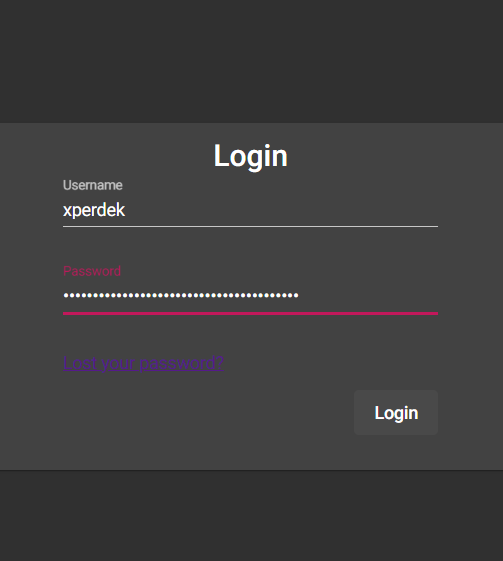 Login
Username
xperdek
Password
••••••••••••••••••••••••••••••••••••••••
Lost your password?
Login